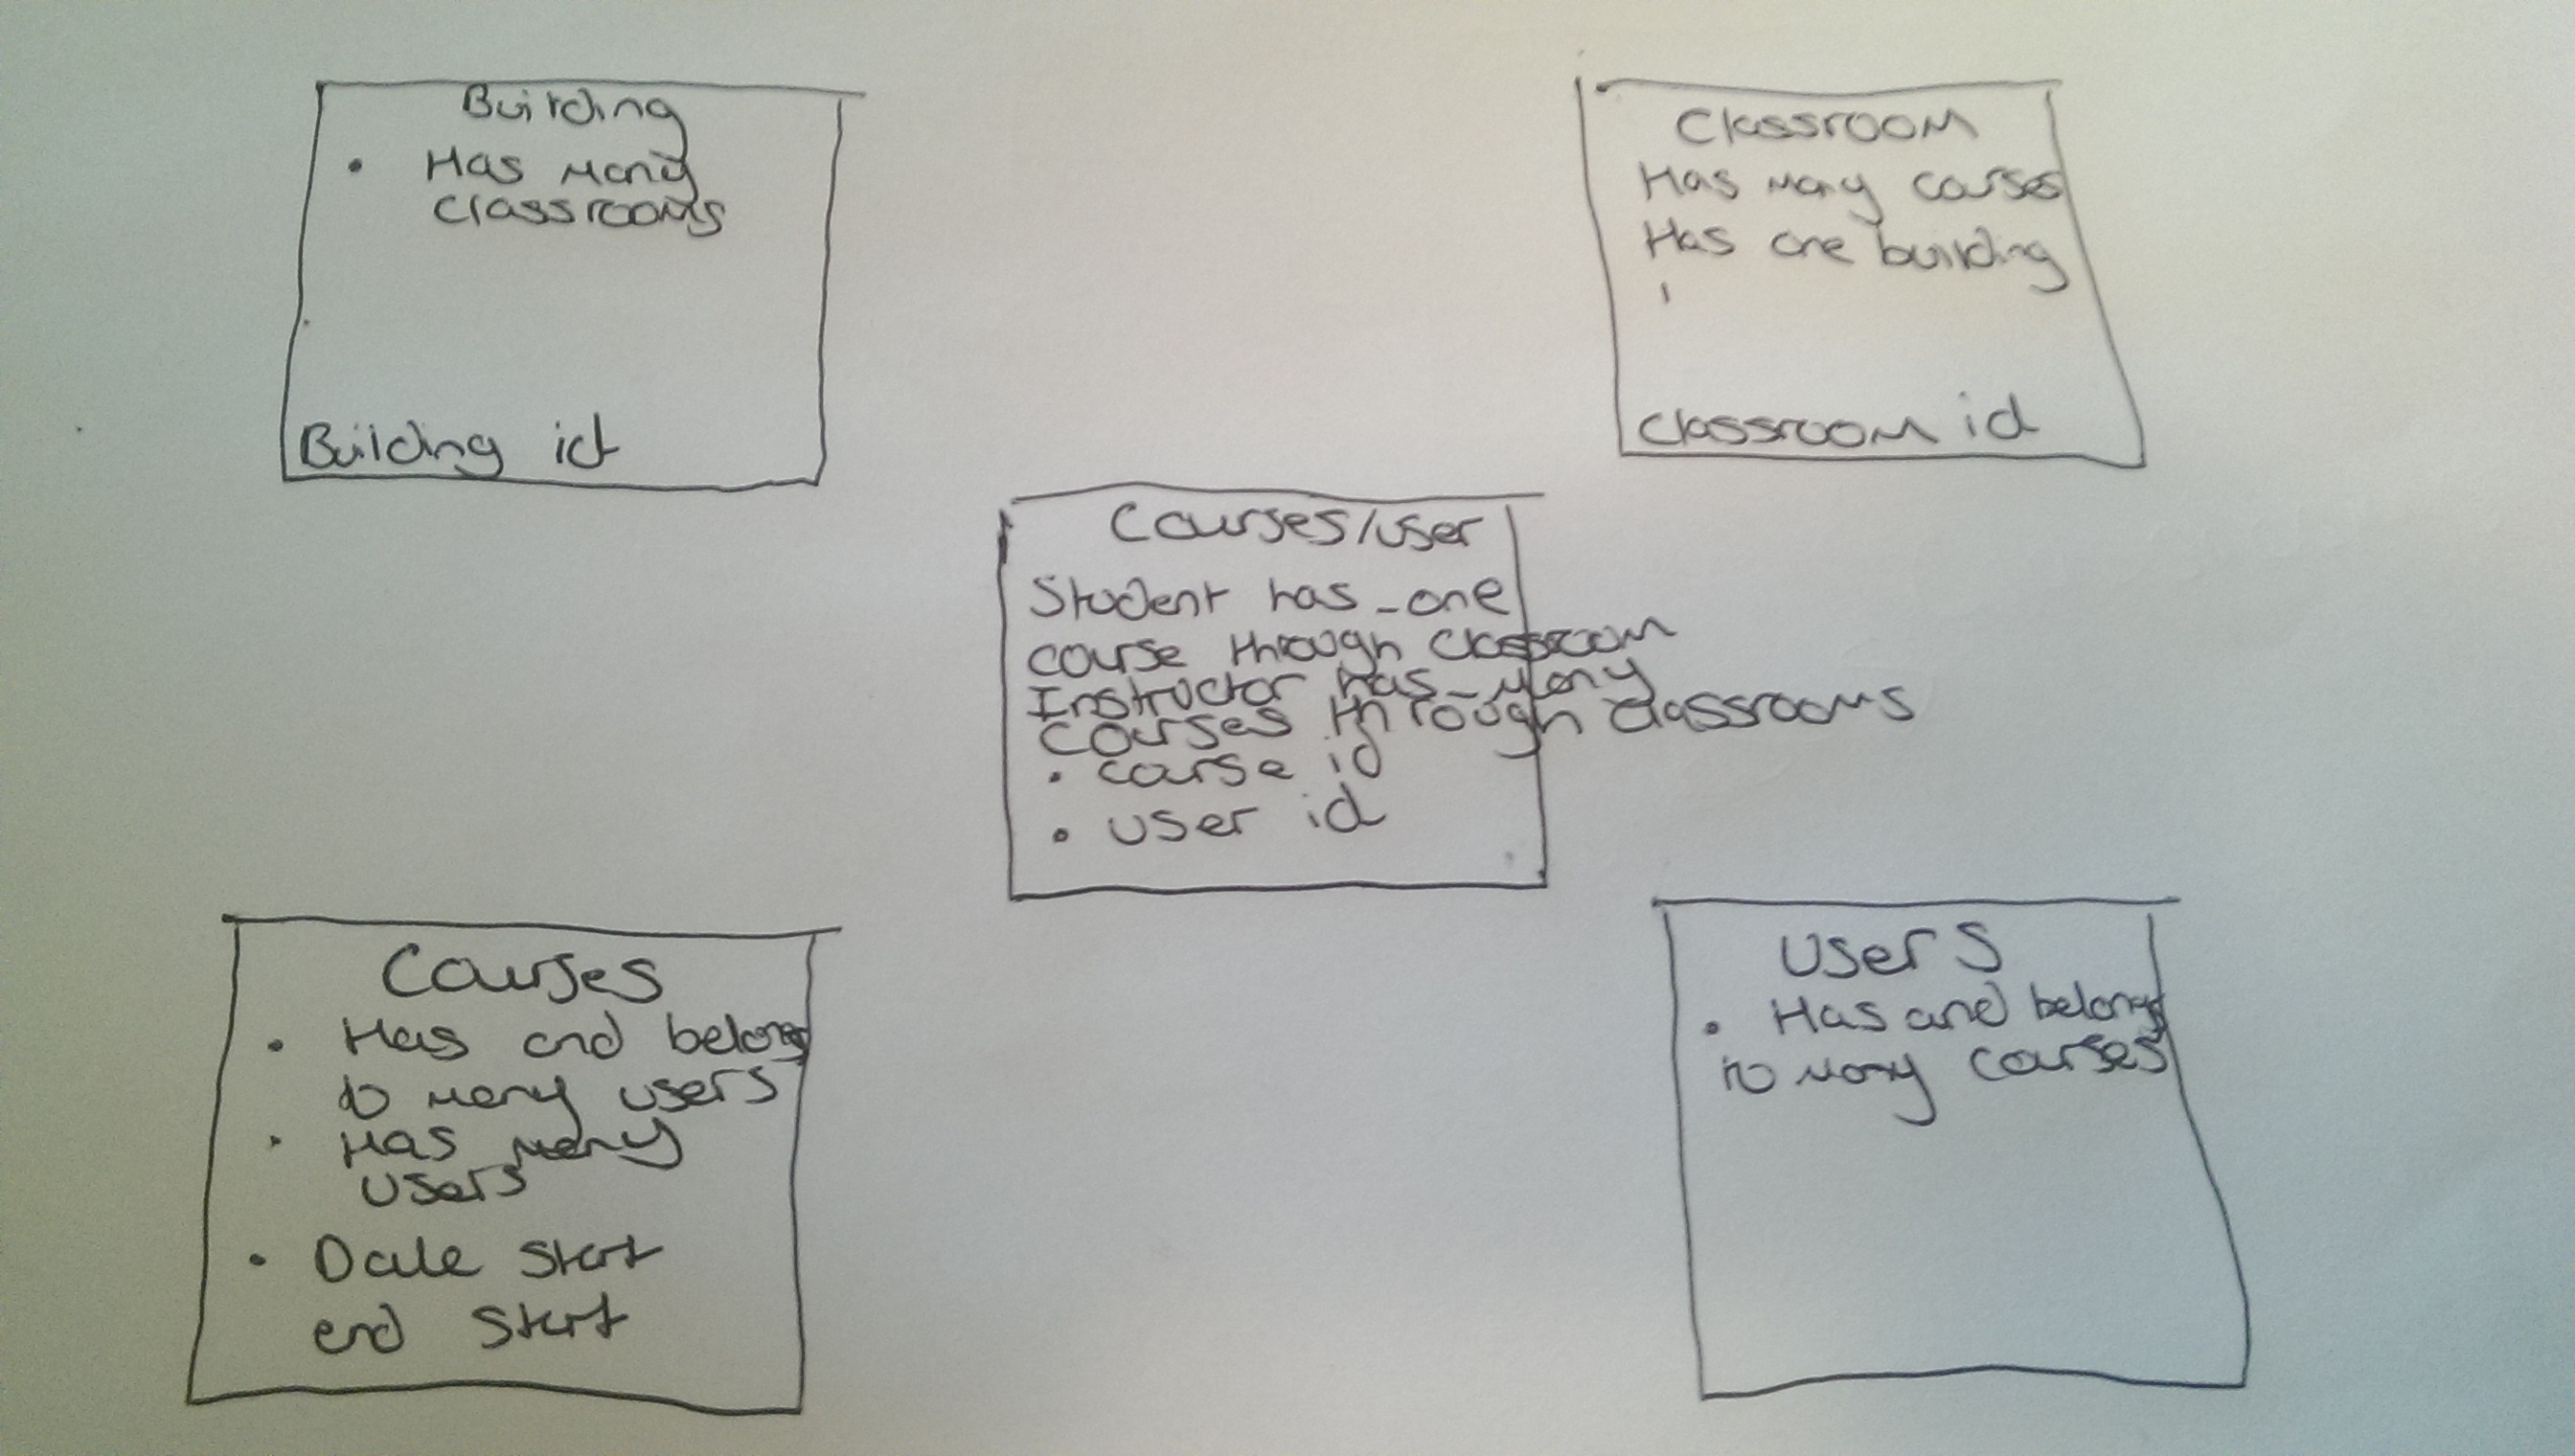 Building
• Has many
classrooms
Building id
Classroom
Has many courses
Has one building
Classroom id
Courses/user
Student has_one
course through classroom
Instructor has_many
courses through classrooms
• course id
• user id
Courses
• Has and belongs
to many users
• Has many
users
• Date start
end start
Users
• Has and belongs
to many courses